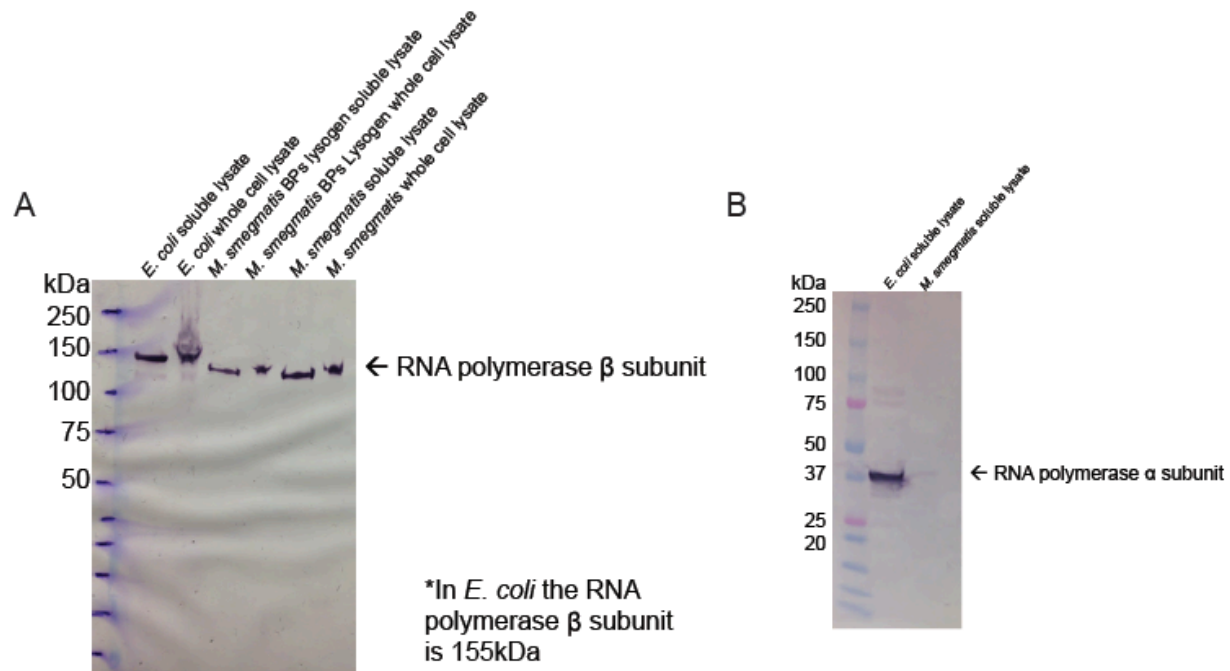 A
E. coli soluble lysate
E. coli whole cell lysate
M. smegmatis BPs lysogen soluble lysate
M. smegmatis BPs Lysogen whole cell lysate
M. smegmatis soluble lysate
M. smegmatis whole cell lysate
kDa
250
150
100
75
50
← RNA polymerase β subunit
*In E. coli the RNA
polymerase β subunit
is 155kDa
B
E. coli soluble lysate
M. smegmatis soluble lysate
kDa
250
150
100
75
50
37
25
20
← RNA polymerase α subunit